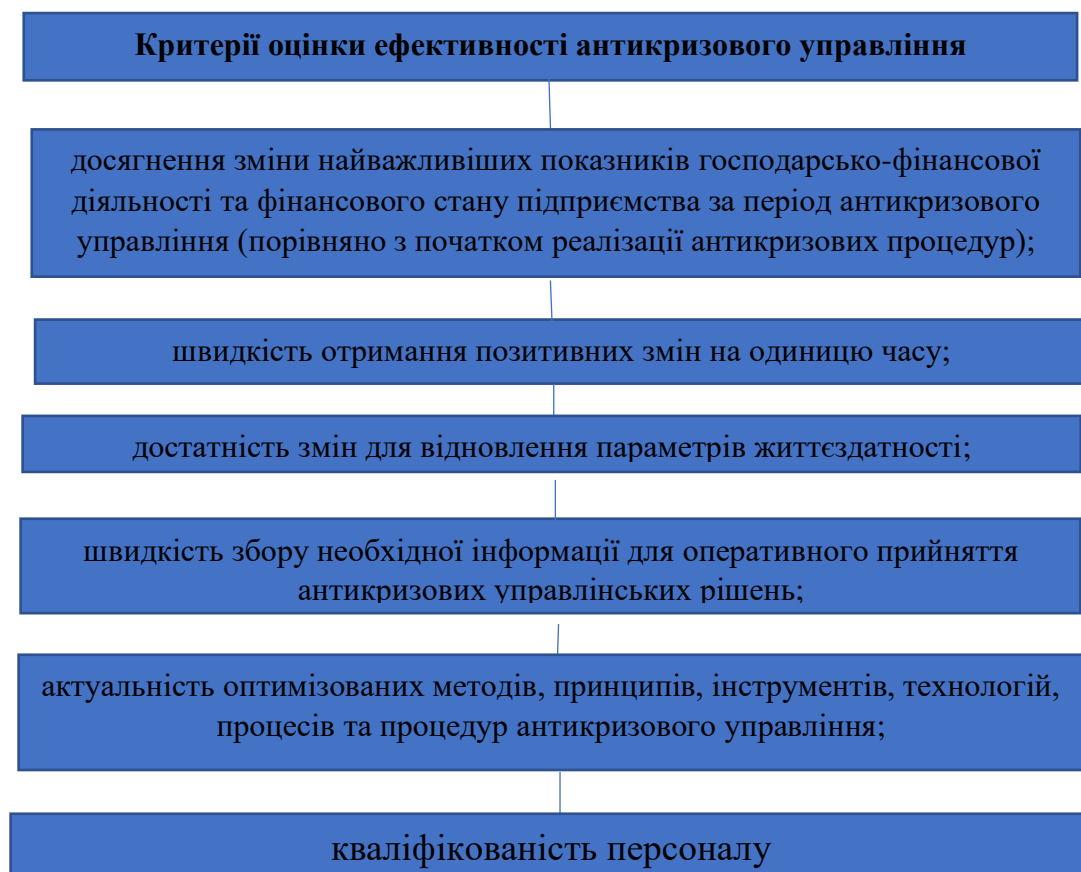 Критерії оцінки ефективності антикризового управління
досягнення зміни найважливіших показників господарсько-фінансової
діяльності та фінансового стану підприємства за період антикризового
управління (порівняно з початком реалізації антикризових процедур);
швидкість отримання позитивних змін на одиницю часу;
достатність змін для відновлення параметрів життєздатності;
швидкість збору необхідної інформації для оперативного прийняття
антикризових управлінських рішень;
актуальність оптимізованих методів, принципів, інструментів, технологій,
процесів та процедур антикризового управління;
кваліфікованість персоналу